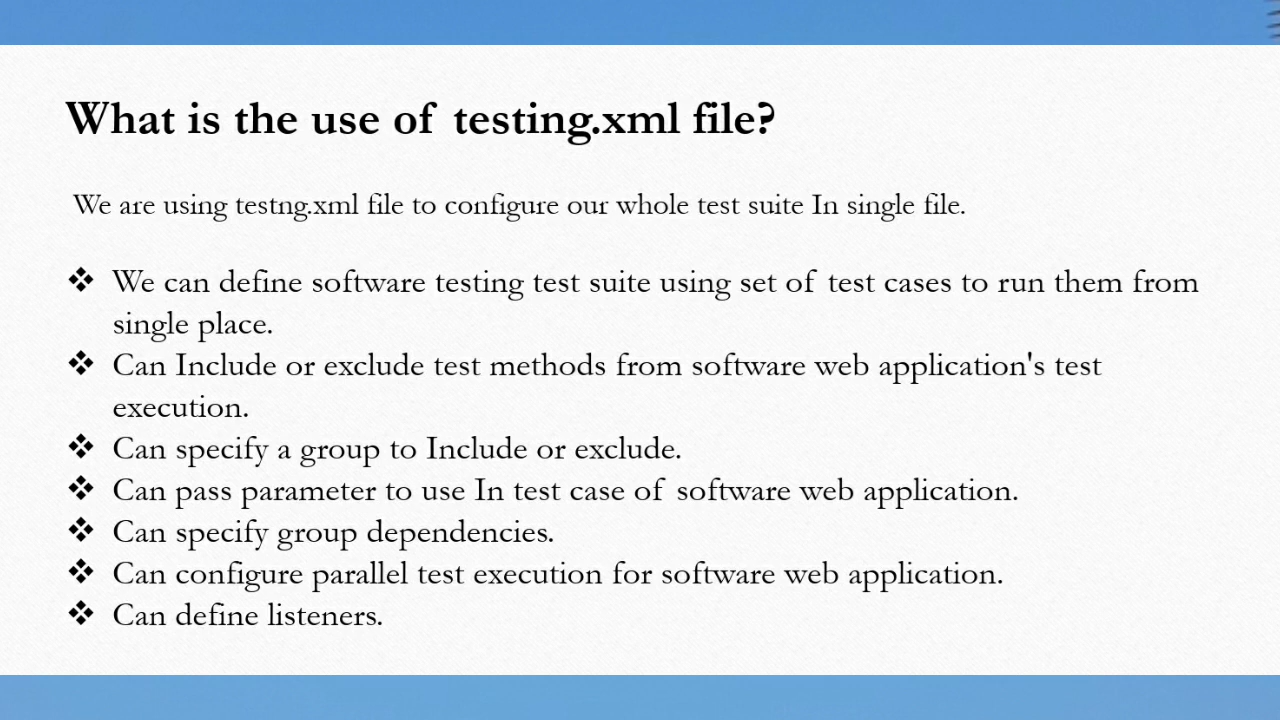 What is the use of testing.xml file?
We are using testng.xml file to configure our whole test suite In single file.
❖ We can define software testing test suite using set of test cases to run them from
single place.
❖ Can Include or exclude test methods from software web application's test
execution.
❖ Can specify a group to Include or exclude.
❖ Can pass parameter to use In test case of software web application.
❖ Can specify group dependencies.
❖ Can configure parallel test execution for software web application.
❖ Can define listeners.